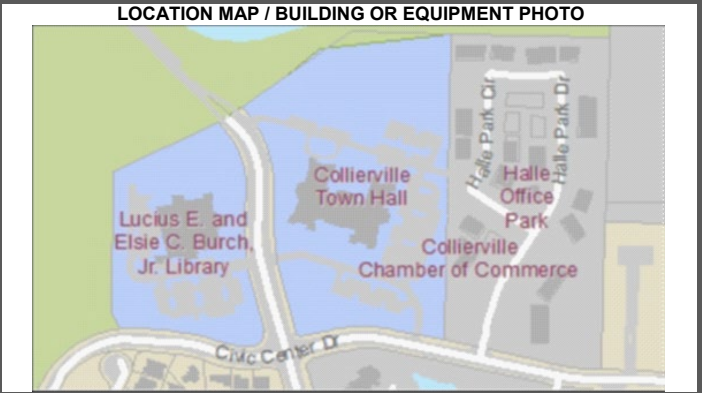 LOCATION MAP / BUILDING OR EQUIPMENT PHOTO
Halle Park Cir
Halle Park Dr
Collierville
Town Hall
Halle
Office
Park
Lucius E. and
Elsie C. Burch,
Jr. Library
Collierville
Chamber of Commerce
Civic Center Dr